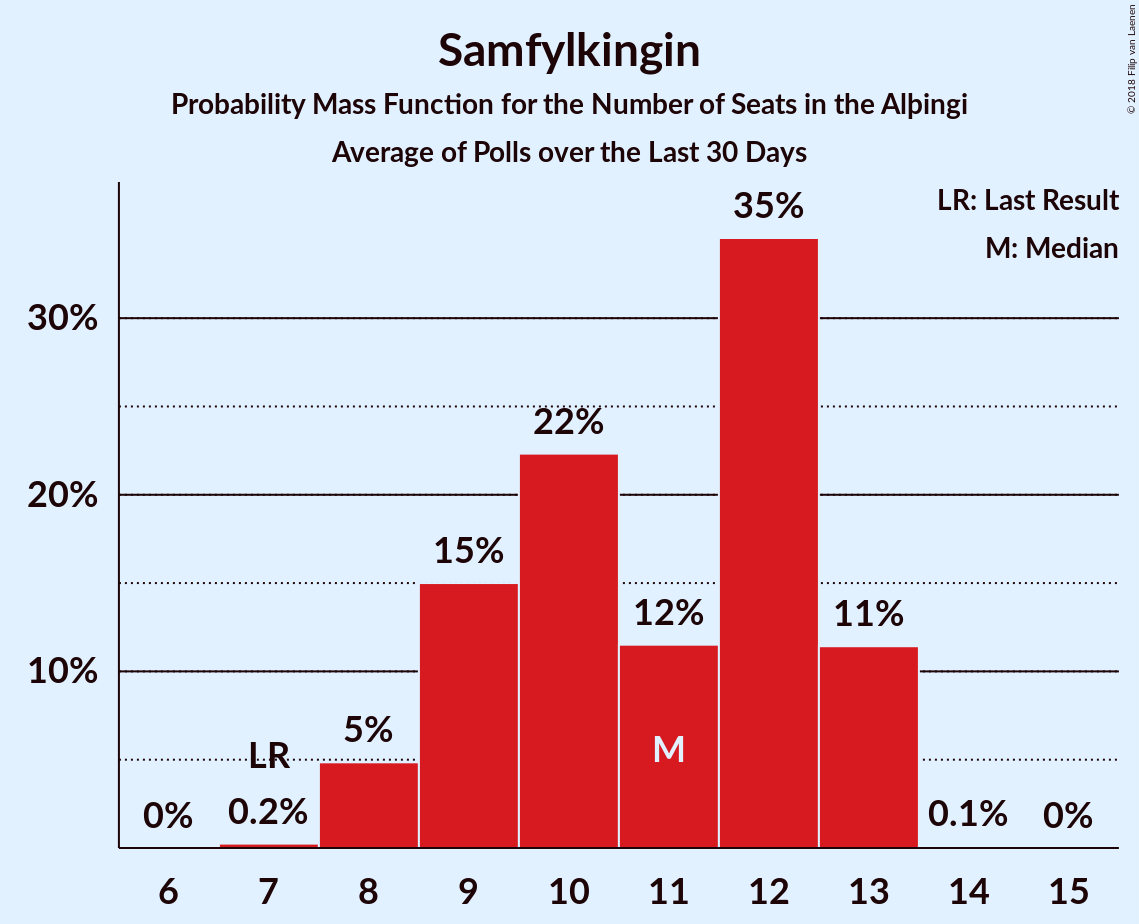 Samfylkingin
Probability Mass Function for the Number of Seats in the Alþingi
Average of Polls over the Last 30 Days
© 2018 Filip van Laenen
LR: Last Result
M: Median
35%
30%
22%
20%
15%
12%
11%
10%
5%
LR
M
0%
0.2%
0.1%
0%
6 7 8 9 10 11 12 13 14 15